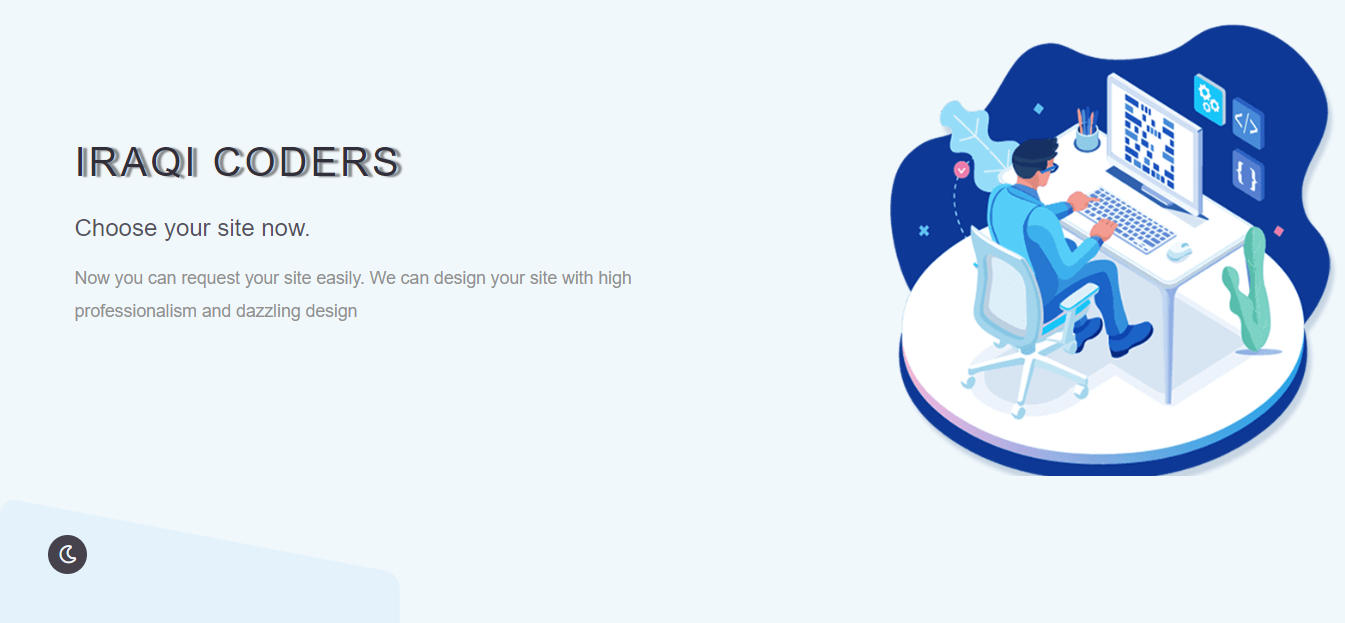 IRAQI CODERS
Choose your site now.
Now you can request your site easily. We can design your site with high
professionalism and dazzling design